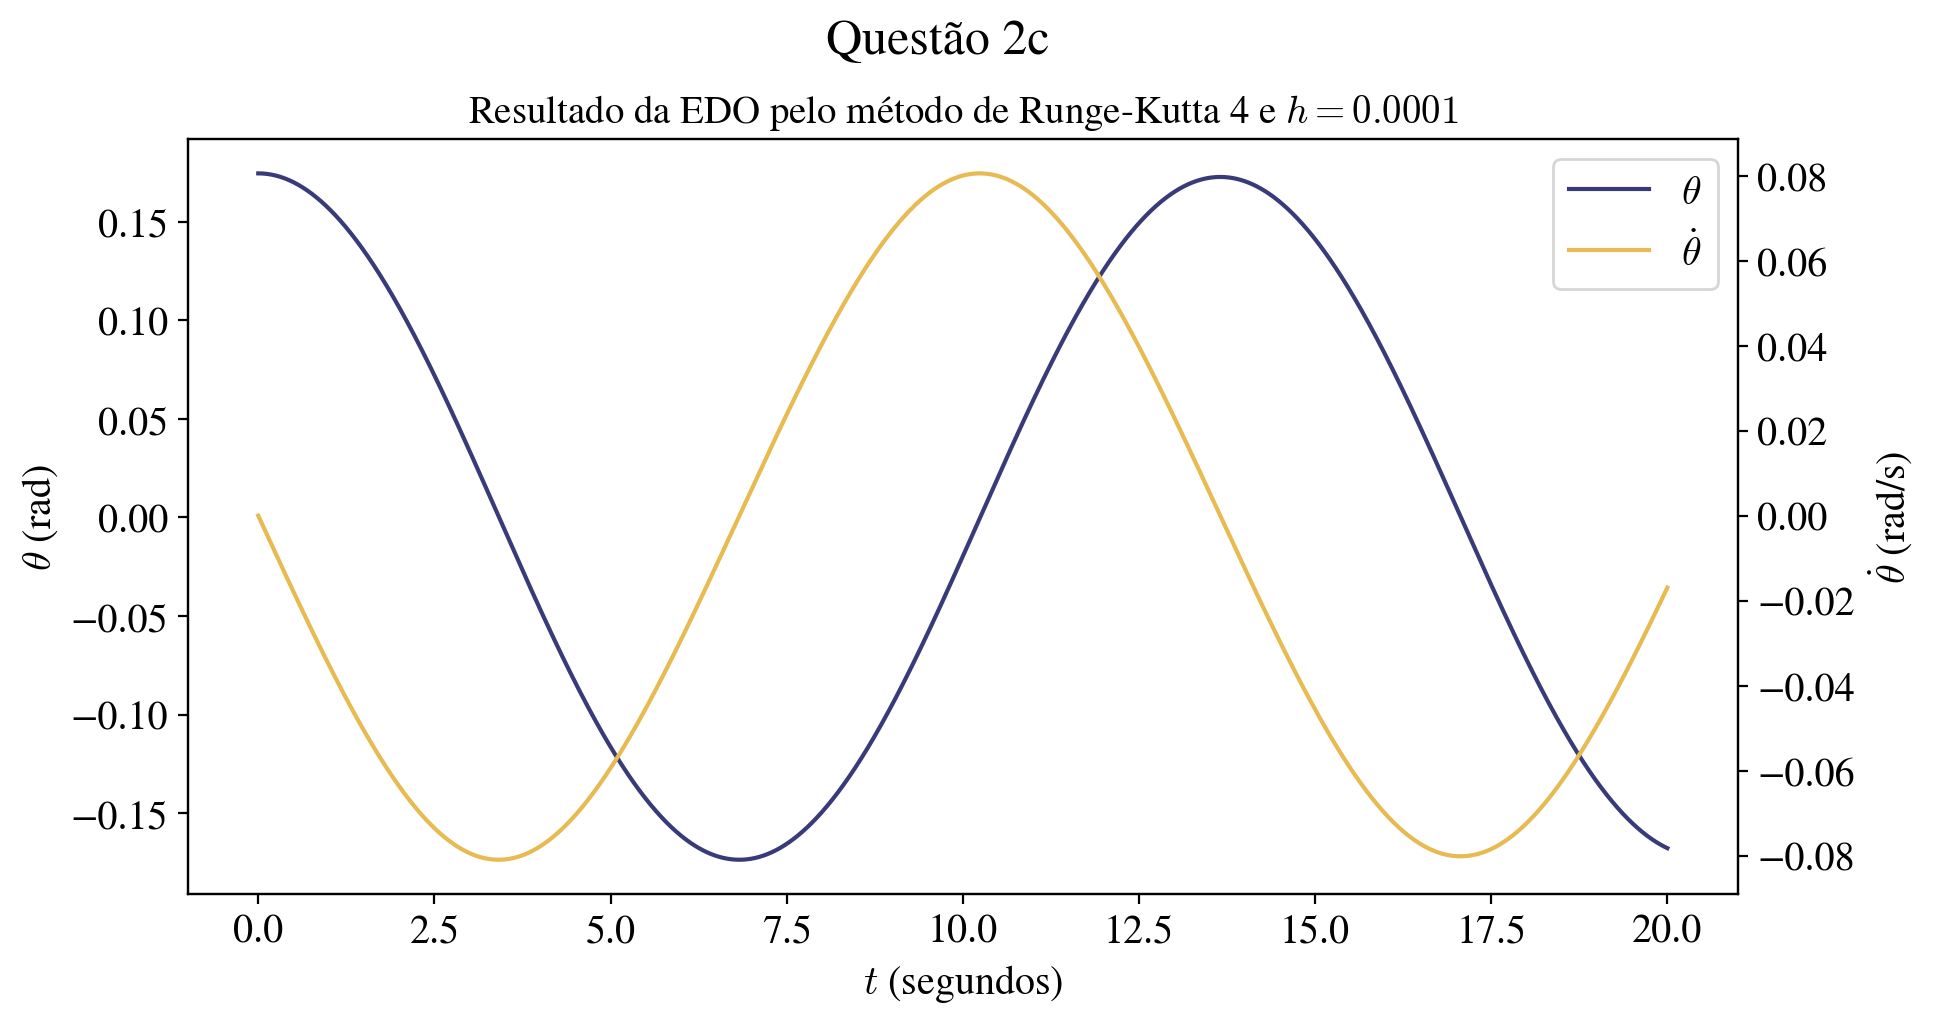 Questão 2c
Resultado da EDO pelo método de Runge-Kutta 4 e h = 0.0001
θ
θ̇
0.15
0.10
0.05
0.00
−0.05
−0.10
−0.15
θ (rad)
0.08
0.06
0.04
0.02
0.00
−0.02
−0.04
−0.06
−0.08
θ̇ (rad/s)
0.0 2.5 5.0 7.5 10.0 12.5 15.0 17.5 20.0
t (segundos)